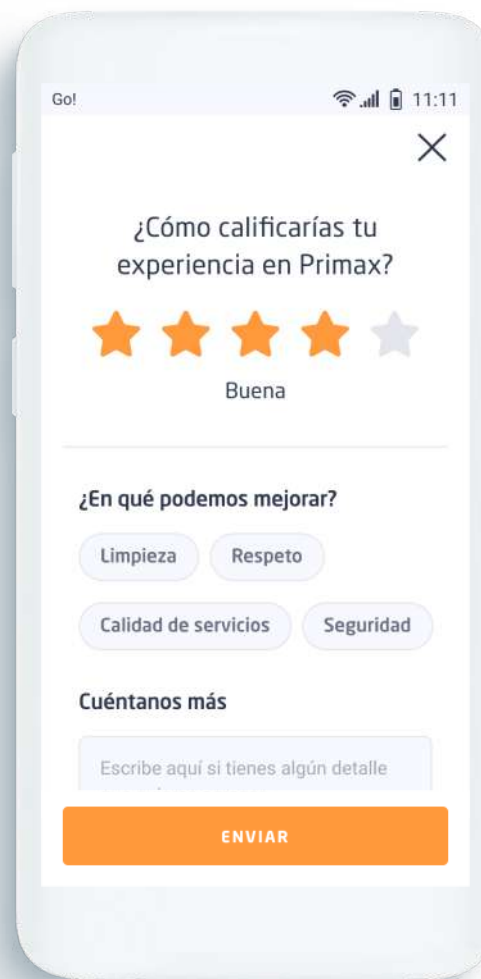 Go!
11:11
¿Cómo calificarías tu
experiencia en Primax?
Buena
¿En qué podemos mejorar?
Limpieza Respeto
Calidad de servicios Seguridad
Cuéntanos más
Escribe aquí si tienes algún detalle
ENVIAR